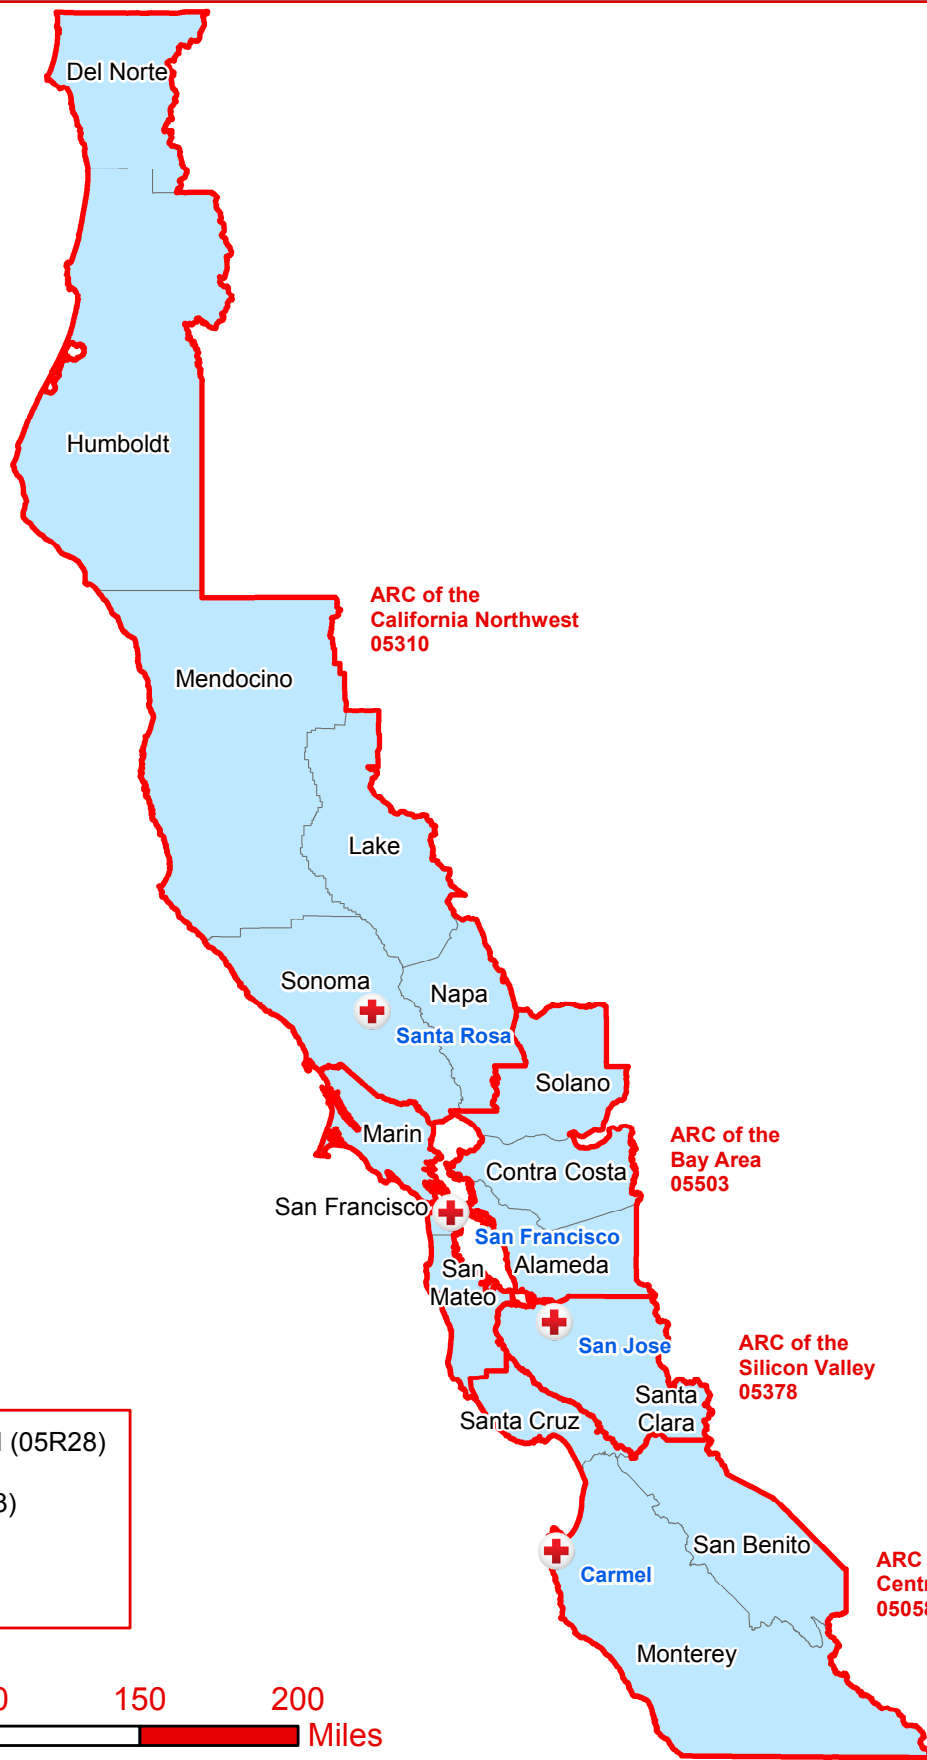 Del Norte
Humboldt
ARC of the
California Northwest
05310
Mendocino
Lake
Sonoma
Napa
Santa Rosa
Solano
Marin
ARC of the
Bay Area
05503
Contra Costa
San Francisco
San Francisco
Alameda
San
Mateo
San Jose
ARC of the
Silicon Valley
05378
Santa
Clara
Santa Cruz
(05R28)
San Benito
Carmel
ARC
05058
Monterey
150
200
Miles